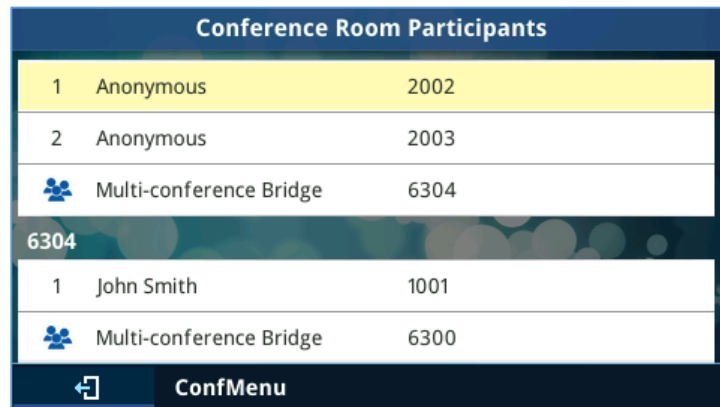 Conference Room Participants
1 Anonymous 2002
2 Anonymous 2003
Multi-conference Bridge 6304
6304
1 John Smith 1001
Multi-conference Bridge 6300
ConfMenu